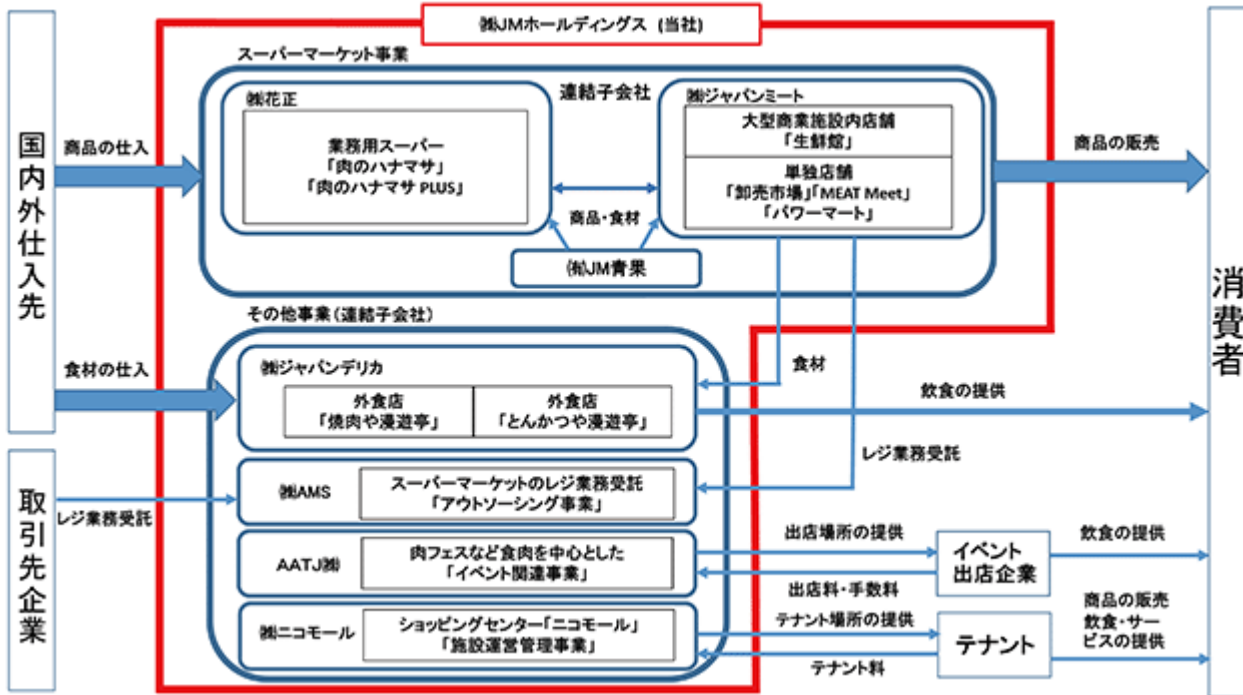 ㈱JMホールディングス (当社)
スーパーマーケット事業
国内外仕入先
商品の仕入
㈱花正
業務用スーパー
「肉のハナマサ」
「肉のハナマサ PLUS」
連結子会社
商品・食材
㈱ジャパンミート
大型商業施設内店舗
「生鮮館」
単独店舗
「卸売市場」「MEAT Meet」
「パワーマート」
㈲JM青果
商品の販売
消費者
その他事業(連結子会社)
食材の仕入
㈱ジャパンデリカ
外食店
「焼肉や漫遊亭」
外食店
「とんかつや漫遊亭」
食材
飲食の提供
レジ業務受託
取引先企業
レジ業務受託
㈱AMS
スーパーマーケットのレジ業務受託
「アウトソーシング事業」
AATJ㈱
肉フェスなど食肉を中心とした
「イベント関連事業」
出店場所の提供
出店料・手数料
イベント
出店企業
飲食の提供
㈱ニコモール
ショッピングセンター「ニコモール」
「施設運営管理事業」
テナント場所の提供
テナント料
テナント
商品の販売
飲食・サー
ビスの提供